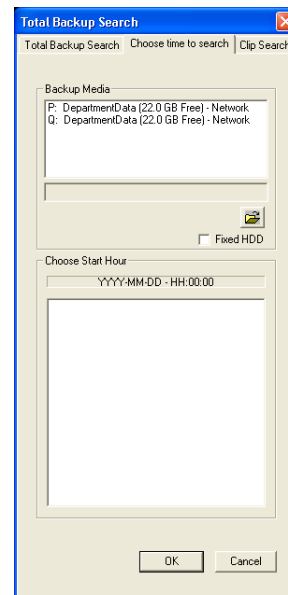 Total Backup Search
Total Backup Search Choose time to search Clip Search
Backup Media
P: DepartmentData (22.0 GB Free) - Network
Q: DepartmentData (22.0 GB Free) - Network
Fixed HDD
Choose Start Hour
YYYY-MM-DD - HH:00:00
OK Cancel